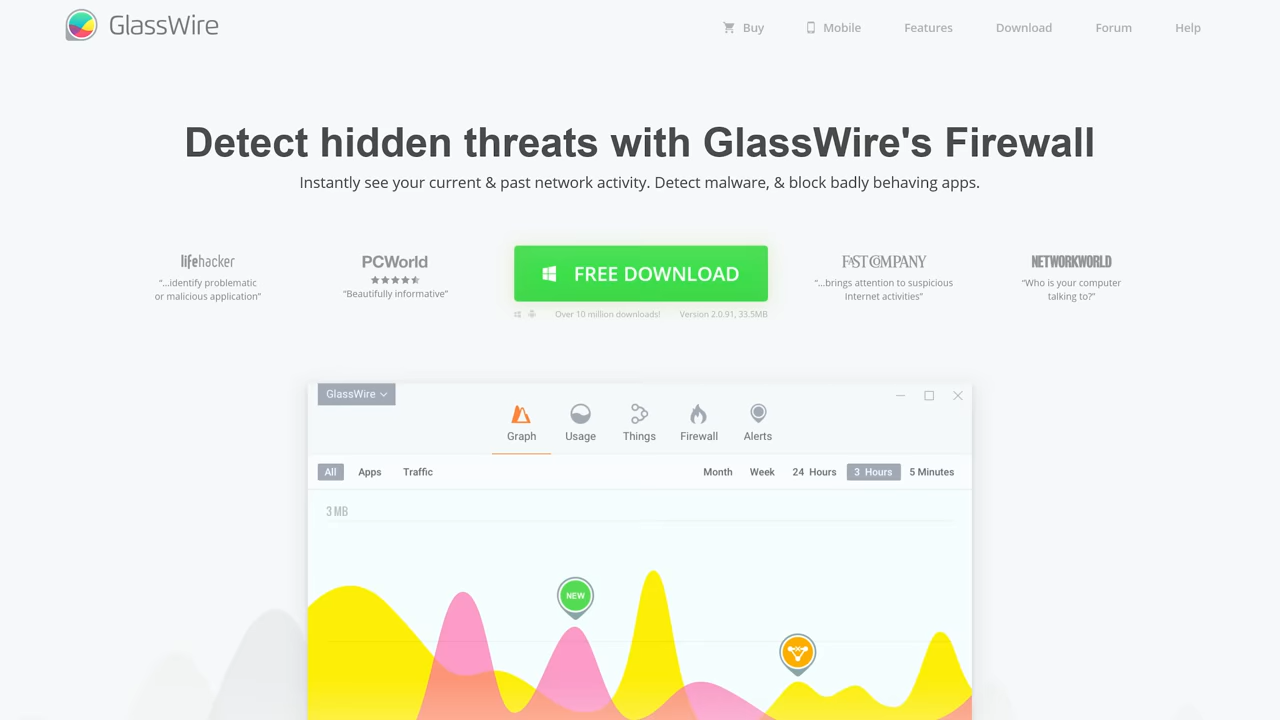 GlassWire
Buy
Mobile
Features
Download
Forum
Help
Detect hidden threats with GlassWire's Firewall
Instantly see your current & past network activity. Detect malware, & block badly behaving apps.
lifehacker
"...identify problematic
or malicious application"
PCWorld
"Beautifully informative"
FREE DOWNLOAD
Over 10 million downloads!
Version 2.0.91, 33.5MB
FAST COMPANY
"...brings attention to suspicious
Internet activities"
NETWORKWORLD
"Who is your computer
talking to?"
GlassWire
Graph
Usage
Things
Firewall
Alerts
All
Apps
Traffic
Month
Week
24 Hours
3 Hours
5 Minutes
3 MB
NEW